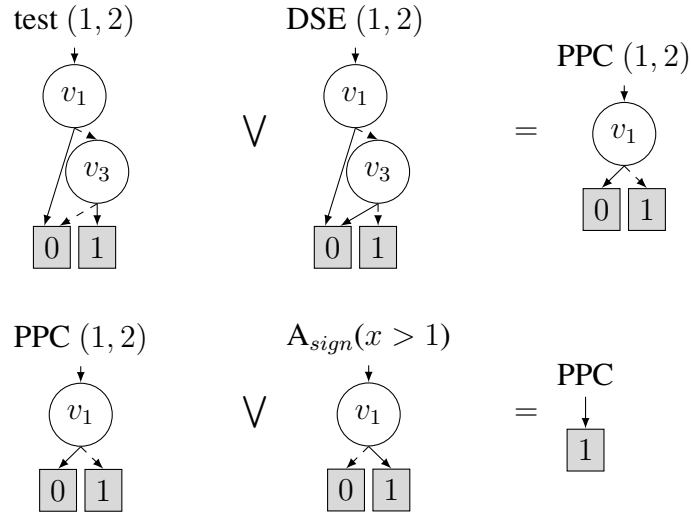 test (1, 2) DSE (1, 2)
PPC (1, 2)
v₁ ⋁ v₁ =
v₁
v₃ v₃
0 1
0 1 0 1
PPC (1, 2) A_sign(x > 1)
PPC
v₁ ⋁ v₁ =
1
0 1 0 1